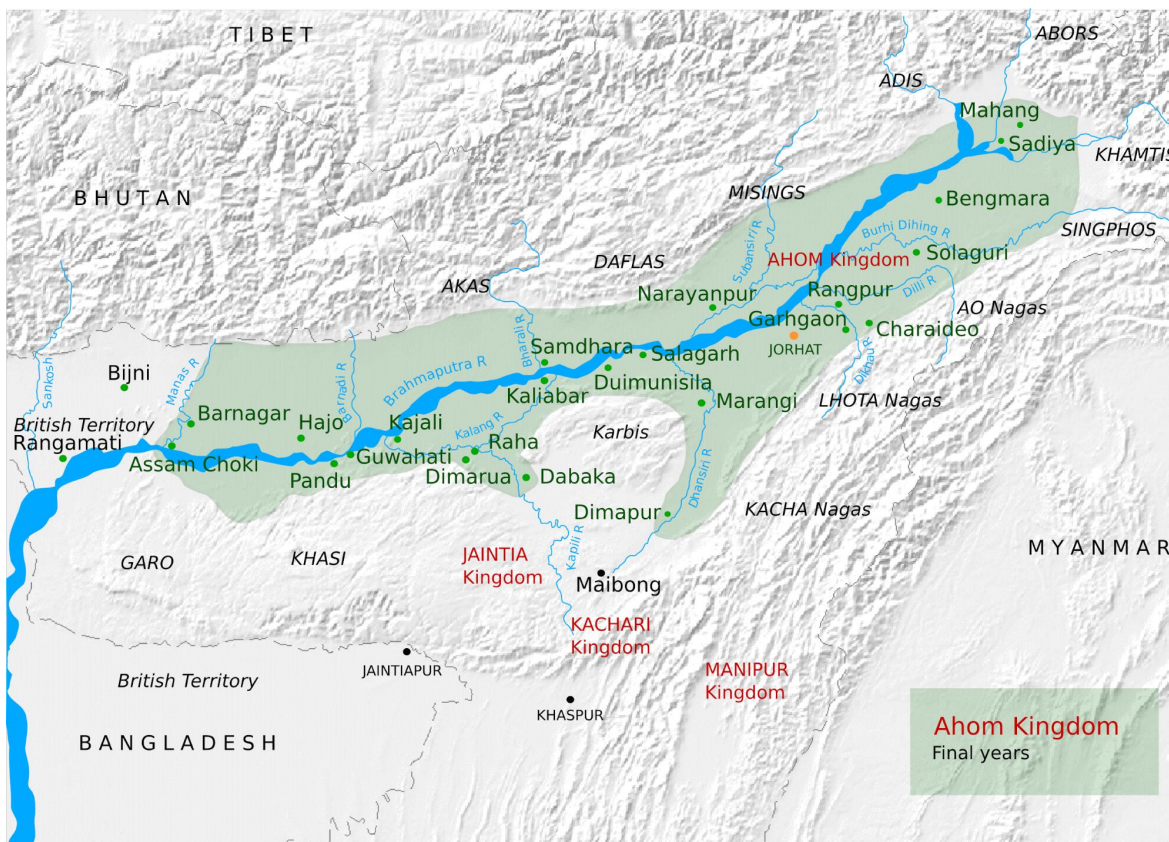 TIBET
ABORS
ADIS
Mahang
Sadiya
KHAMTIS
BHUTAN
MISINGS
Bengmara
SINGPHOS
Burhi Dihing R
Subansiri R
AHOM Kingdom
Solaguri
DAFLAS
AKAS
Narayanpur
Rangpur
Dilli R
AO Nagas
Garhgaon
Charaideo
JORHAT
Dikhau R
Sankosh
Manas R
Barnadi R
Bharali R
Brahmaputra R
Samdhara
Salagarh
Bijni
Duimunisila
Kaliabar
LHOTA Nagas
Marangi
Barnagar
Hajo
Kajali
Kalang R
Karbis
British Territory
Rangamati
Assam Choki
Guwahati
Raha
Pandu
Dimarua
Dabaka
Dhansiri R
Dimapur
KACHA Nagas
Kapili R
MYANMAR
GARO
KHASI
JAINTIA
Kingdom
Maibong
KACHARI
Kingdom
MANIPUR
Kingdom
JAINTIAPUR
British Territory
KHASPUR
BANGLADESH
Ahom Kingdom
Final years